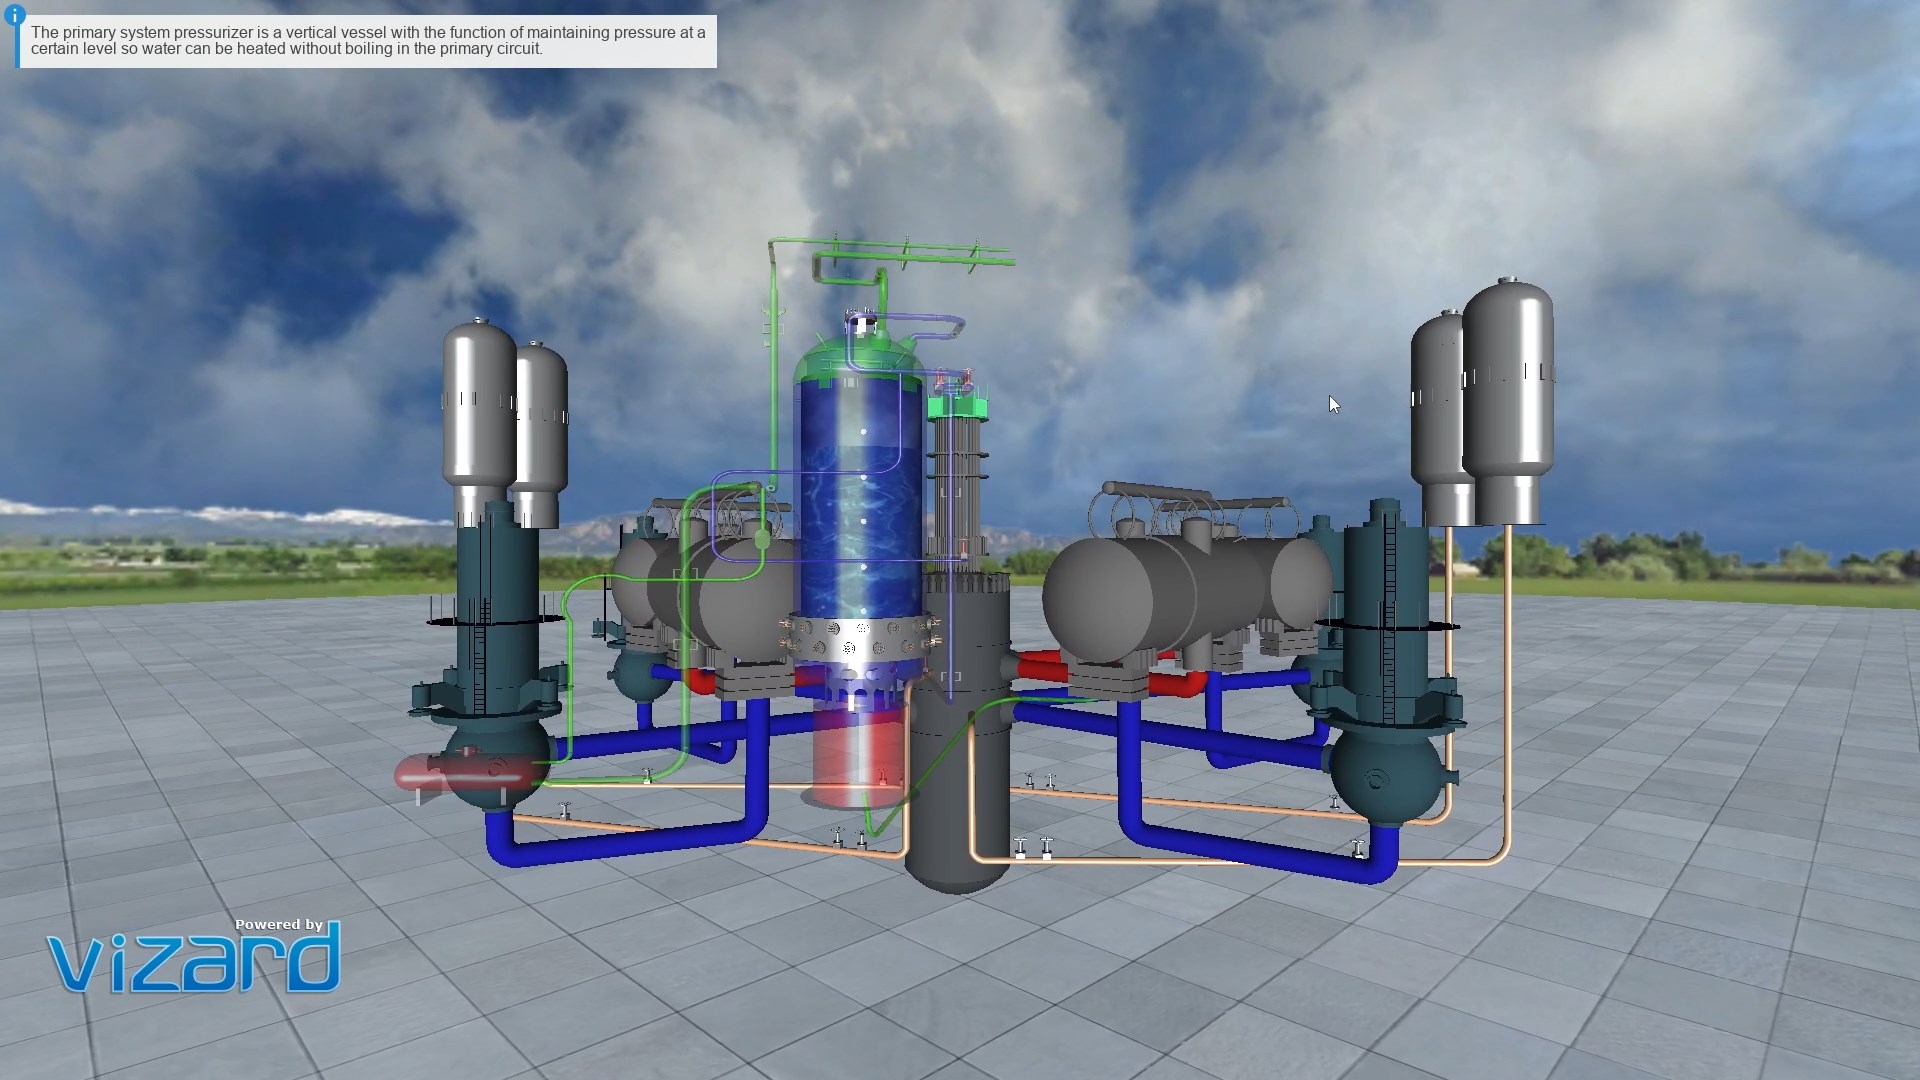 i
The primary system pressurizer is a vertical vessel with the function of maintaining pressure at a
certain level so water can be heated without boiling in the primary circuit.
Powered by
vizard